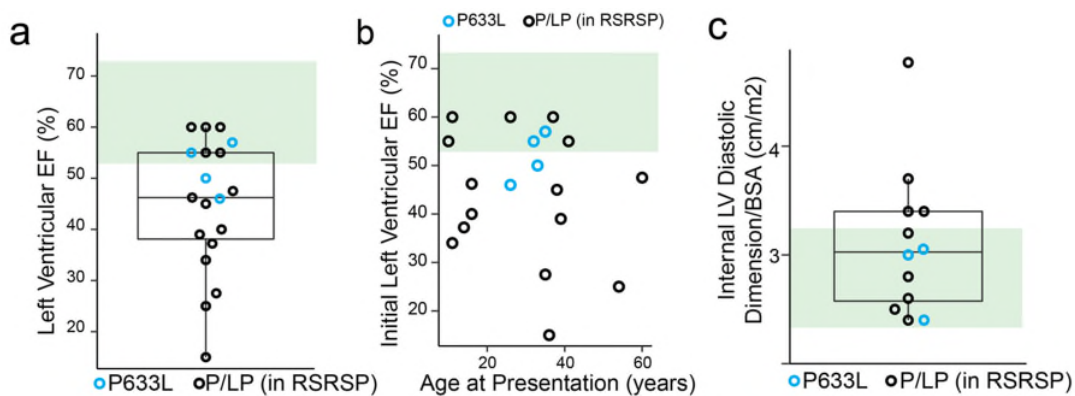 a
Left Ventricular EF (%)
70
60
50
40
30
20
P633L P/LP (in RSRSP)
b
P633L P/LP (in RSRSP)
Initial Left Ventricular EF (%)
70
60
50
40
30
20
20 40 60
Age at Presentation (years)
c
Internal LV Diastolic
Dimension/BSA (cm/m2)
4
3
P633L P/LP (in RSRSP)